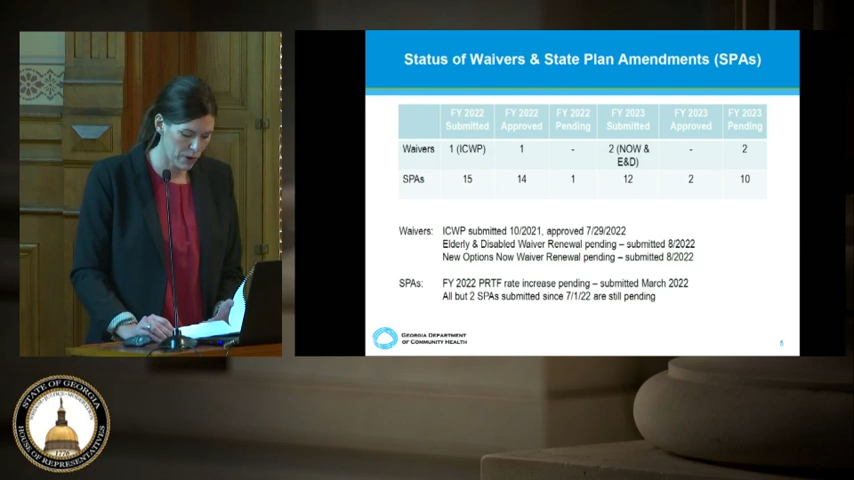 Status of Waivers & State Plan Amendments (SPAs)
FY 2022 Submitted FY 2022 Approved FY 2022 Pending FY 2023 Submitted FY 2023 Approved FY 2023 Pending
Waivers 1 (ICWP) 1 - 2 (NOW & E&D) - 2
SPAs 15 14 1 12 2 10
Waivers: ICWP submitted 10/2021, approved 7/29/2022
Elderly & Disabled Waiver Renewal pending – submitted 8/2022
New Options Now Waiver Renewal pending – submitted 8/2022
SPAs: FY 2022 PRTF rate increase pending – submitted March 2022
All but 2 SPAs submitted since 7/1/22 are still pending
GEORGIA DEPARTMENT
OF COMMUNITY HEALTH
STATE OF GEORGIA
HOUSE OF REPRESENTATIVES
1776